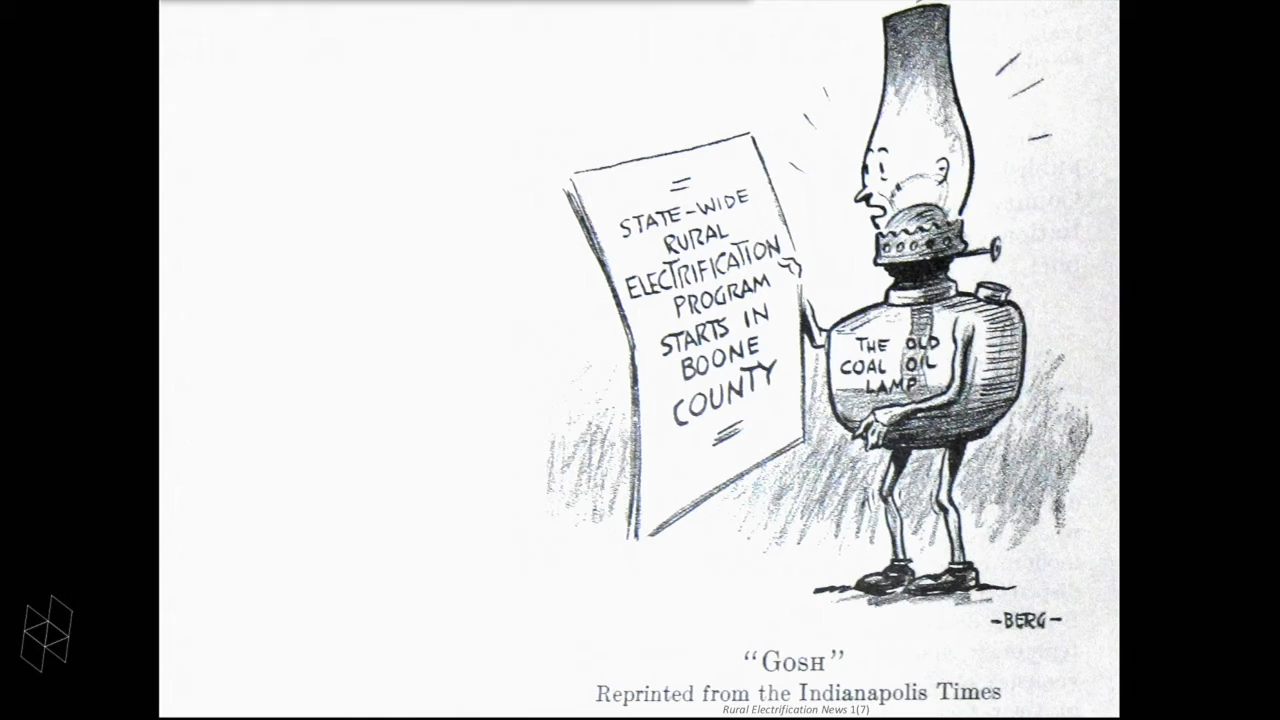 STATE-WIDE
RURAL
ELECTRIFICATION
PROGRAM
STARTS IN
BOONE
COUNTY
THE OLD
COAL OIL
LAMP
-BERG-
"GOSH"
Reprinted from the Indianapolis Times
Rural Electrification News 1(7)